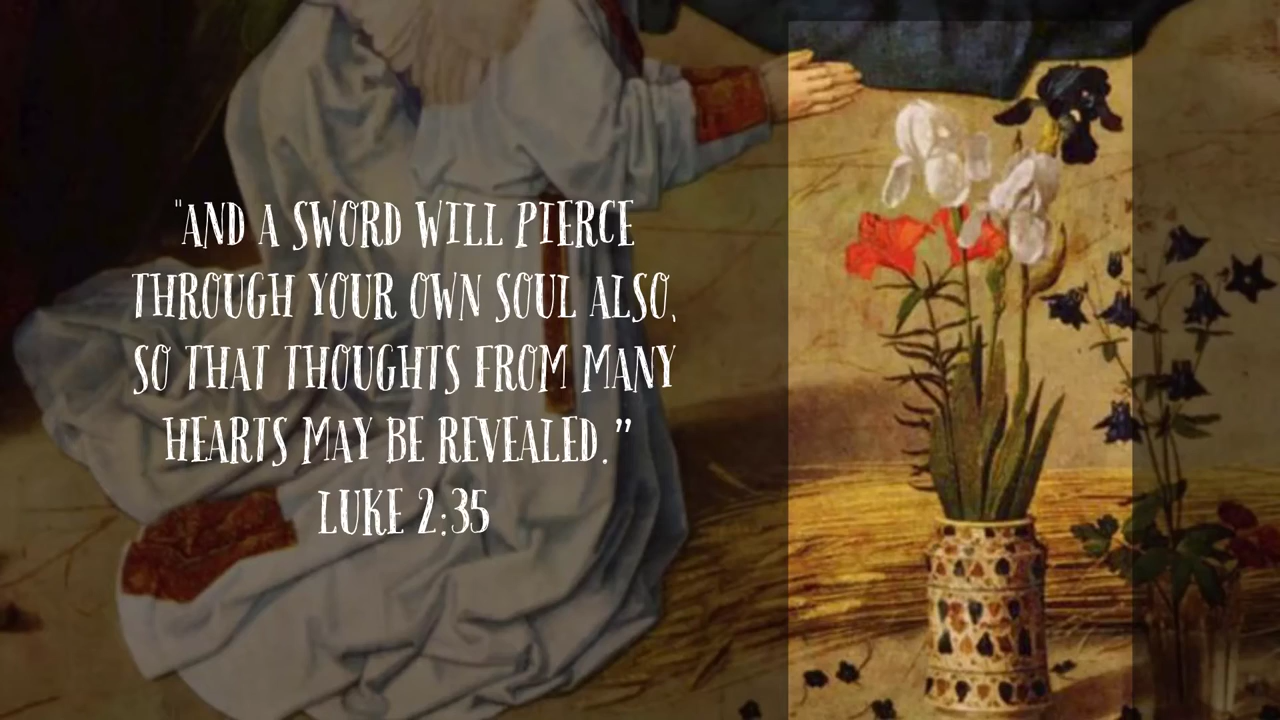 "AND A SWORD WILL PIERCE
THROUGH YOUR OWN SOUL ALSO,
SO THAT THOUGHTS FROM MANY
HEARTS MAY BE REVEALED.”
LUKE 2:35